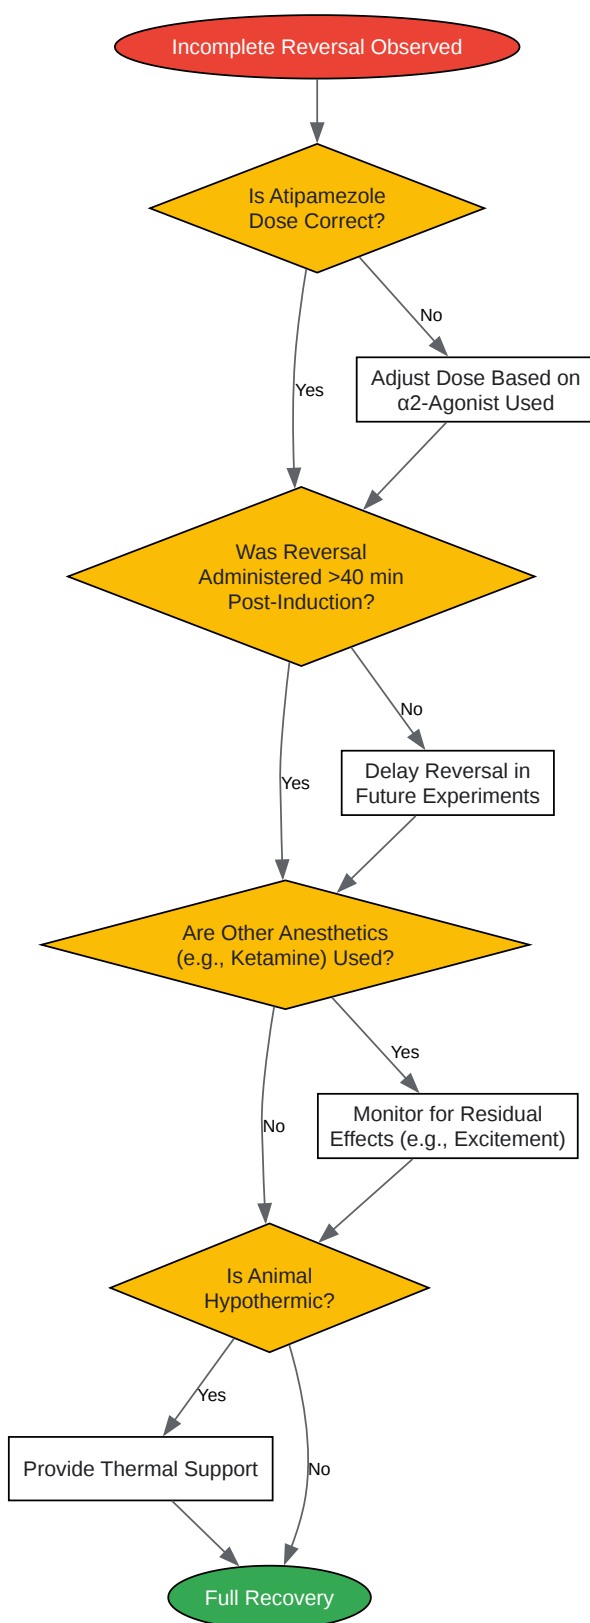 Incomplete Reversal Observed
Is Atipamezole
Dose Correct?
No
Adjust Dose Based on
α2-Agonist Used
Yes
Was Reversal
Administered >40 min
Post-Induction?
No
Delay Reversal in
Future Experiments
Yes
Are Other Anesthetics
(e.g., Ketamine) Used?
Yes
Monitor for Residual
Effects (e.g., Excitement)
No
Is Animal
Hypothermic?
Yes
Provide Thermal Support
No
Full Recovery